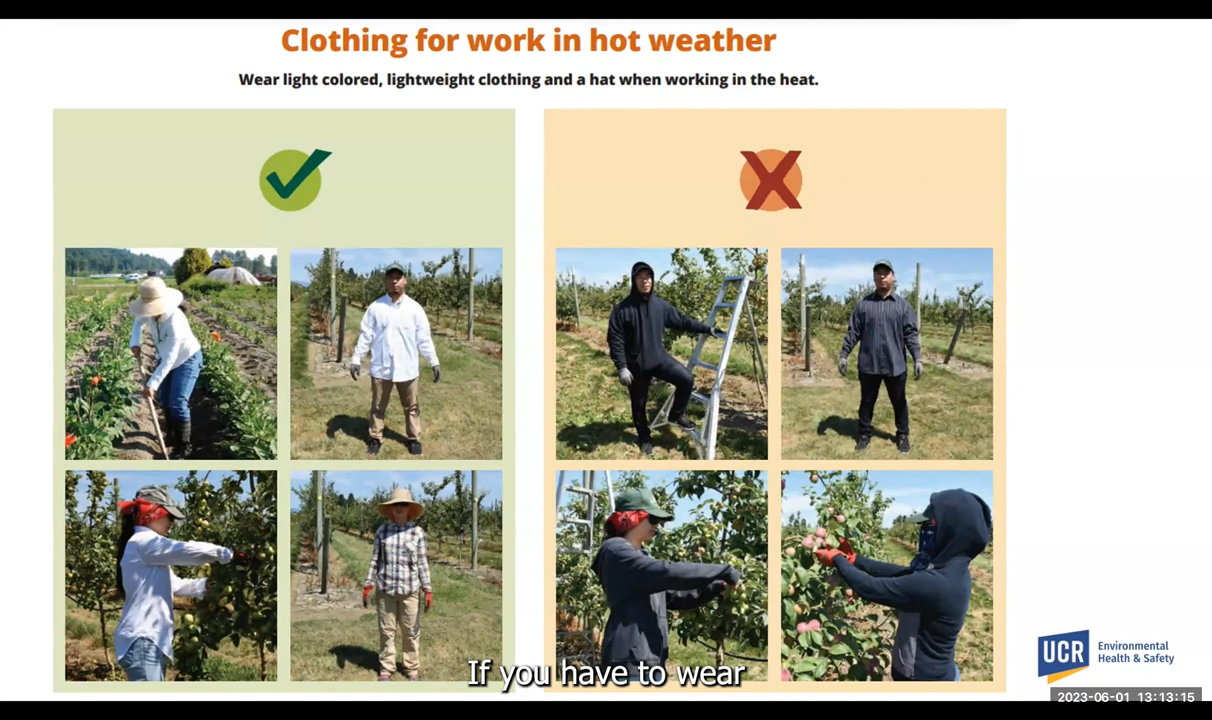 Clothing for work in hot weather
Wear light colored, lightweight clothing and a hat when working in the heat.
If you have to wear
UCR
Environmental
Health & Safety
2023-06-01 13:13:15